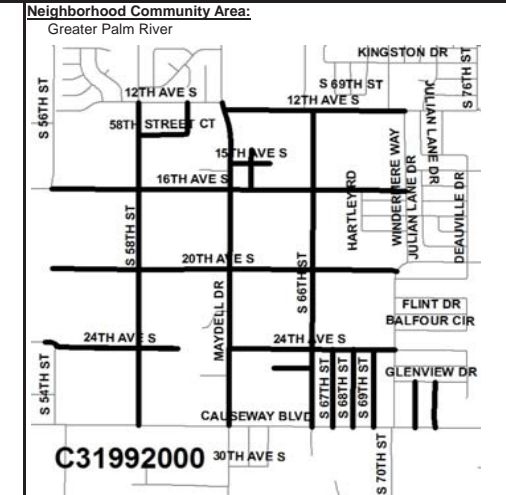 Neighborhood Community Area:
Greater Palm River
KINGSTON DR
S 76TH ST
S 69TH ST
12TH AVE S
12TH AVE S
S 56TH ST
58TH STREET CT
JULIAN LANE DR
15TH AVE S
16TH AVE S
HARTLEY RD
WINDERMERE WAY
JULIAN LANE DR
DEAUVILLE DR
S 58TH ST
20TH AVE S
S 66TH ST
MAYDELL DR
FLINT DR
BALFOUR CIR
24TH AVE S
24TH AVE S
S 54TH ST
S 67TH ST
S 68TH ST
S 69TH ST
GLENVIEW DR
CAUSEWAY BLVD
C31992000
30TH AVE S
S 70TH ST